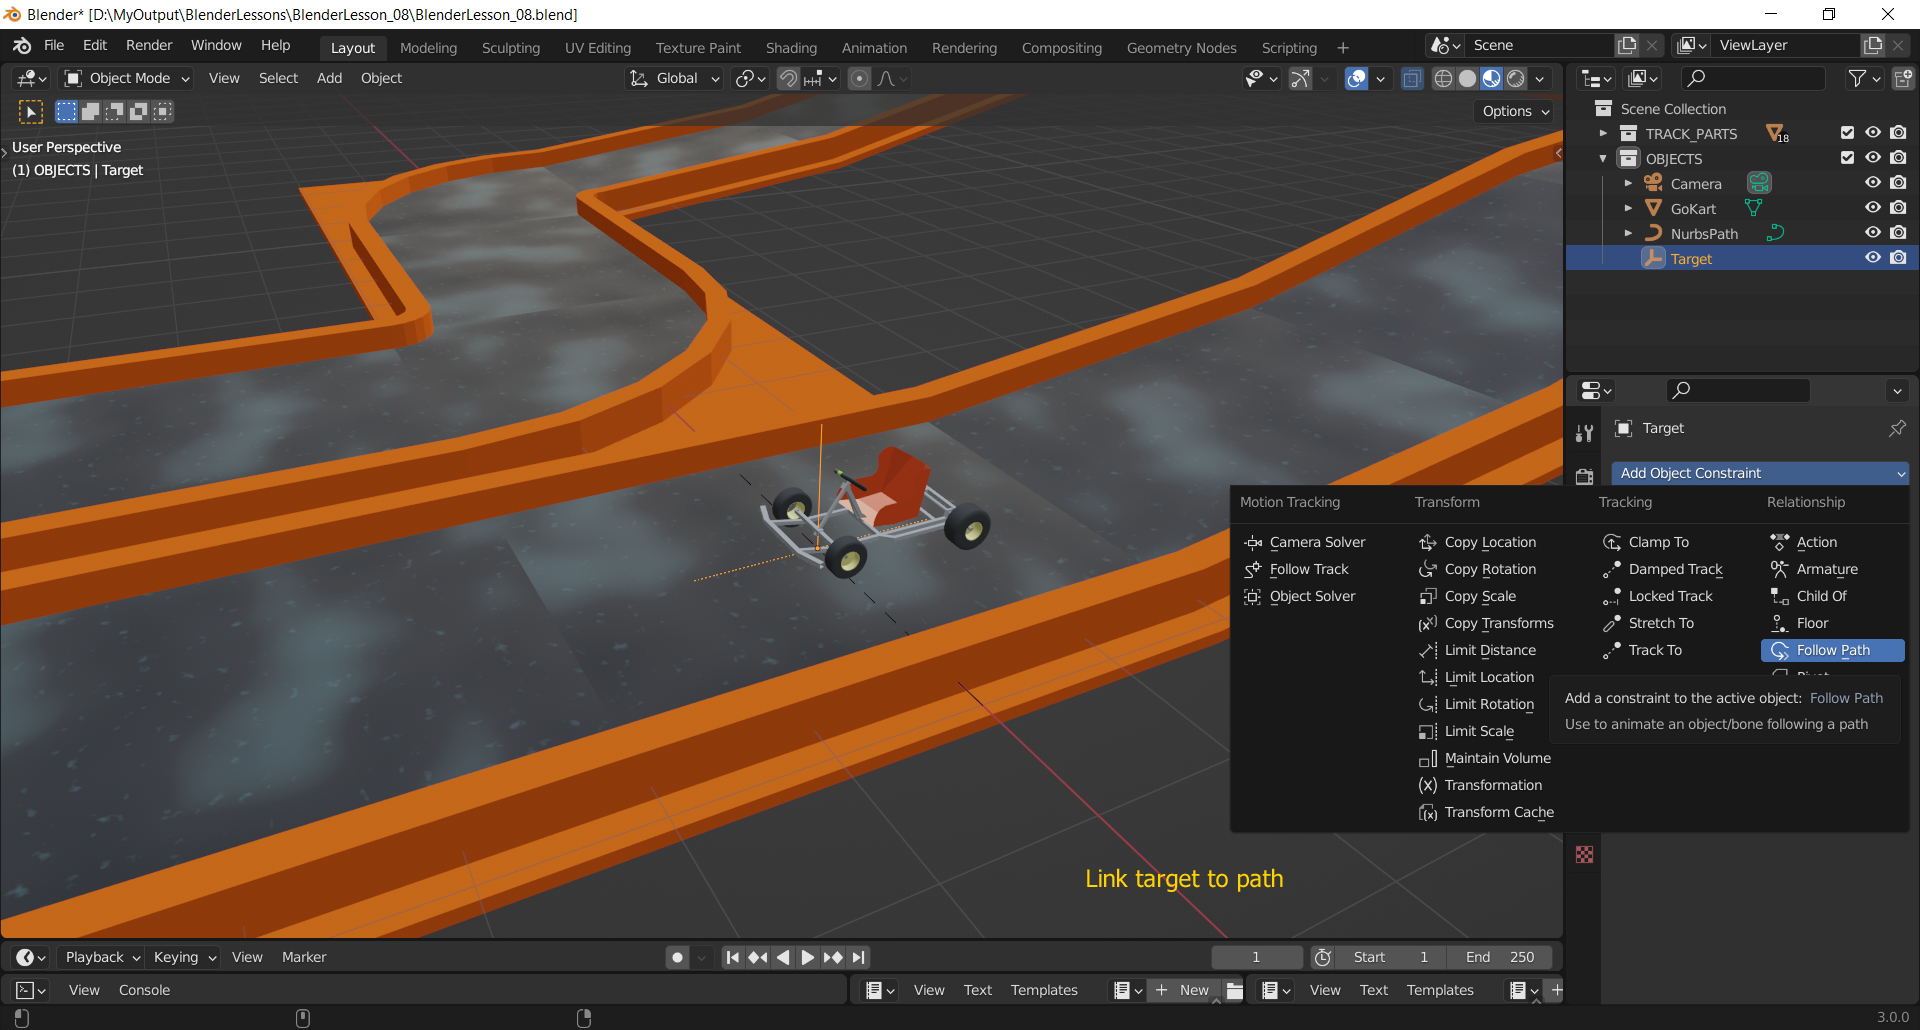 Blender* [D:\MyOutput\BlenderLessons\BlenderLesson_08\BlenderLesson_08.blend]
File Edit Render Window Help Layout Modeling Sculpting UV Editing Texture Paint Shading Animation Rendering Compositing Geometry Nodes Scripting + Scene ViewLayer
Object Mode View Select Add Object Global
Options
User Perspective
(1) OBJECTS | Target
Scene Collection
TRACK_PARTS 18
OBJECTS
Camera
GoKart
NurbsPath
Target
Target
Add Object Constraint
Motion Tracking Transform Tracking Relationship
Camera Solver Copy Location Clamp To Action
Follow Track Copy Rotation Damped Track Armature
Object Solver Copy Scale Locked Track Child Of
Copy Transforms Stretch To Floor
Limit Distance Track To Follow Path
Limit Location
Limit Rotation
Limit Scale
Maintain Volume
Transformation
Transform Cache
Add a constraint to the active object: Follow Path
Use to animate an object/bone following a path
Link target to path
Playback Keying View Marker 1 Start 1 End 250
View Console View Text Templates + New View Text Templates +
3.0.0